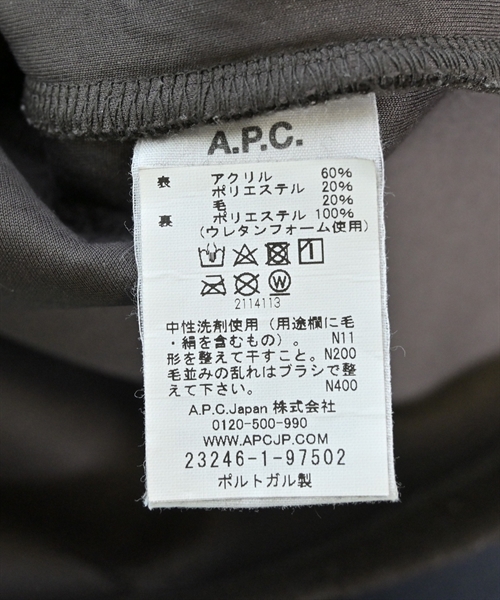 A.P.C.
表 アクリル 60%
ポリエステル 20%
毛 20%
裏 ポリエステル 100%
(ウレタンフォーム使用)
W
2114113
中性洗剤使用(用途欄に毛
・絹を含むもの)。 N11
形を整えて干すこと。N200
毛並みの乱れはブラシで整
えて下さい。 N400
A.P.C.Japan 株式会社
0120-500-990
WWW.APCJP.COM
23246-1-97502
ポルトガル製